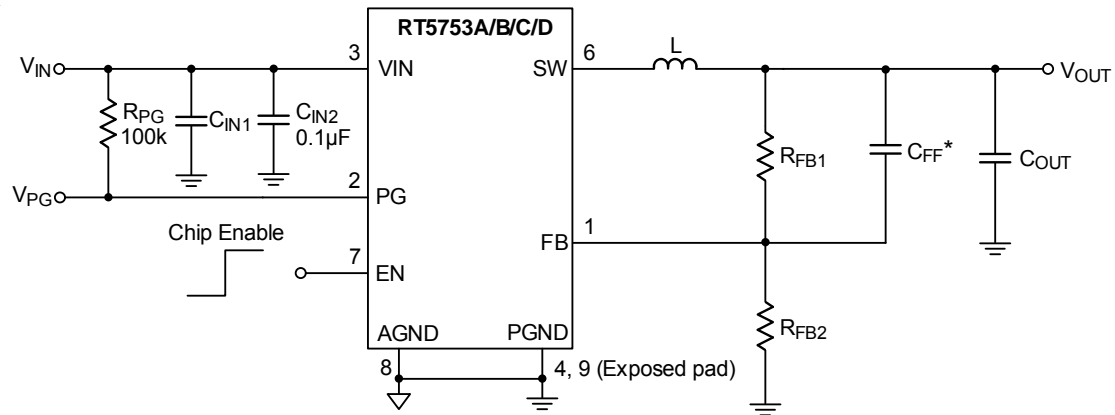 RT5753A/B/C/D
3
6
L
VIN
VIN
SW
VOUT
RPG
100k
CIN1
CIN2
0.1µF
RFB1
CFF*
COUT
2
VPG
PG
1
Chip Enable
FB
7
EN
RFB2
AGND
PGND
8
4, 9 (Exposed pad)